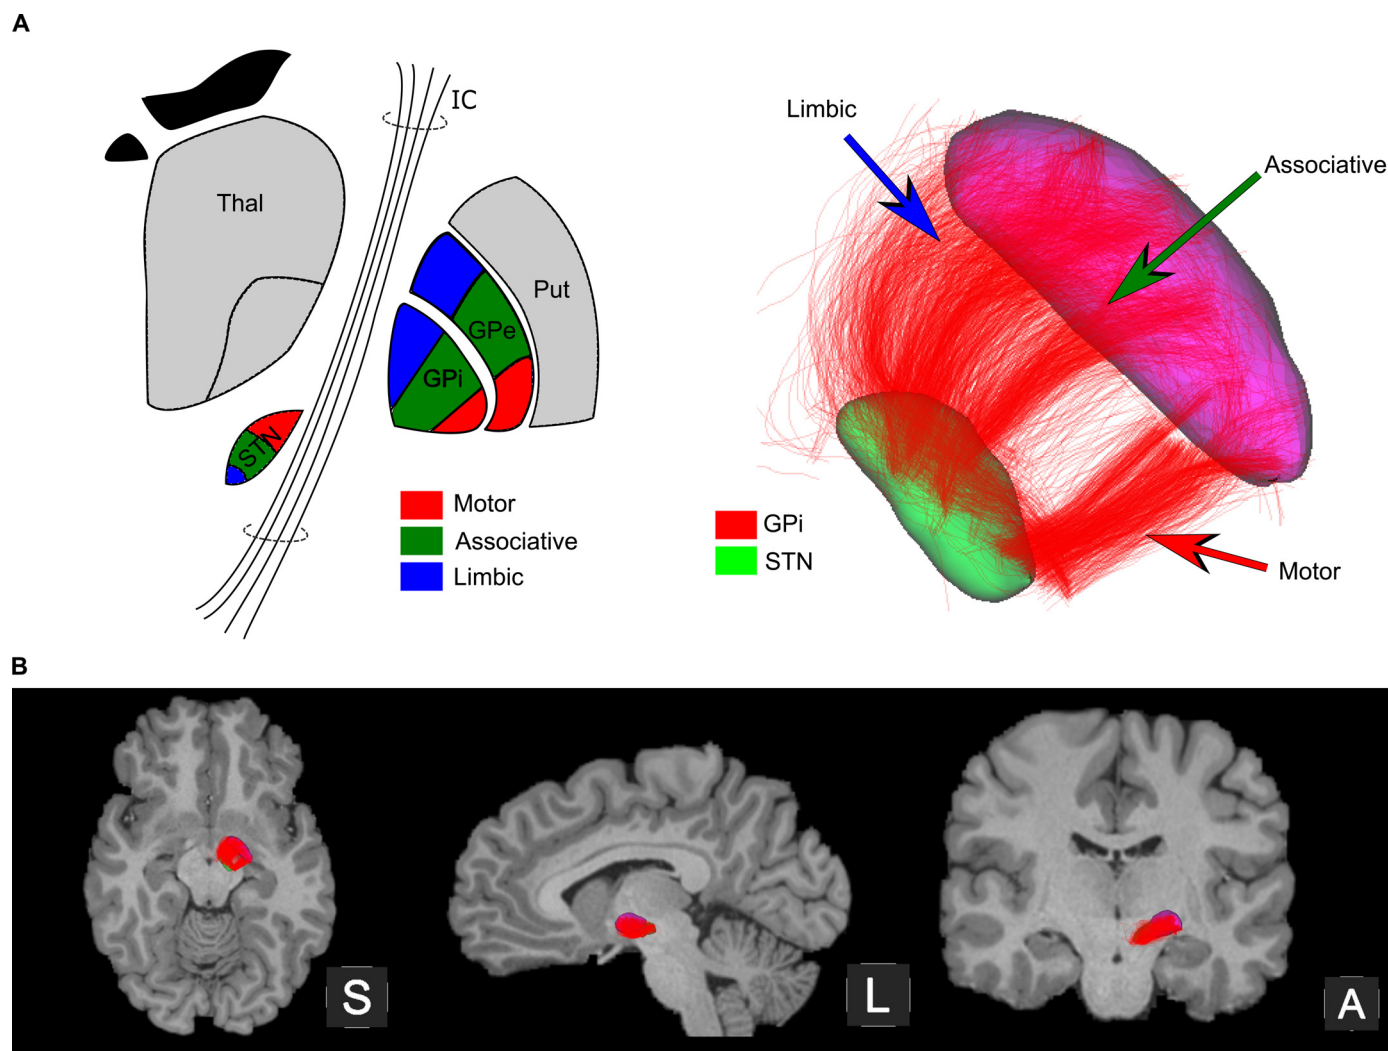 A
IC
Thal
Put
GPe
GPi
STN
Motor
Associative
Limbic
Limbic
Associative
GPi
STN
Motor
B
S
L
A